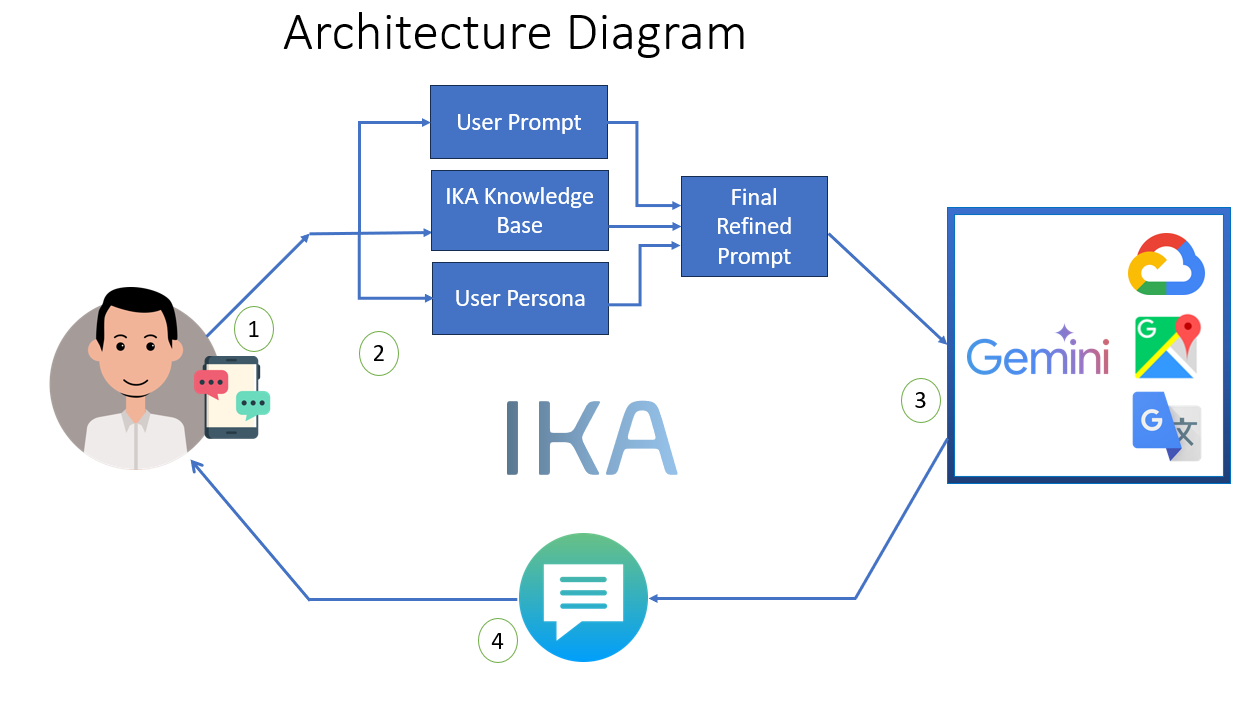 Architecture Diagram
User Prompt
IKA Knowledge
Base
User Persona
Final
Refined
Prompt
1
2
3
4
Gemini
G
G
文
IKA